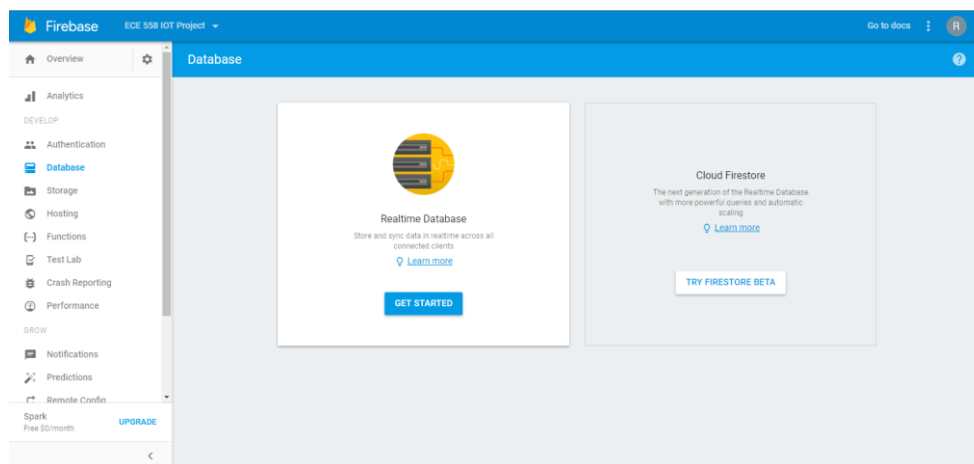 Firebase
ECE 558 IOT Project
Go to docs
R
Overview
Database
Analytics
DEVELOP
Authentication
Database
Storage
Hosting
Functions
Test Lab
Crash Reporting
Performance
GROW
Notifications
Predictions
Remote Config
Spark
Free $0/month
UPGRADE
Realtime Database
Store and sync data in realtime across all
connected clients
Learn more
GET STARTED
Cloud Firestore
The next generation of the Realtime Database
with more powerful queries and automatic
scaling
Learn more
TRY FIRESTORE BETA